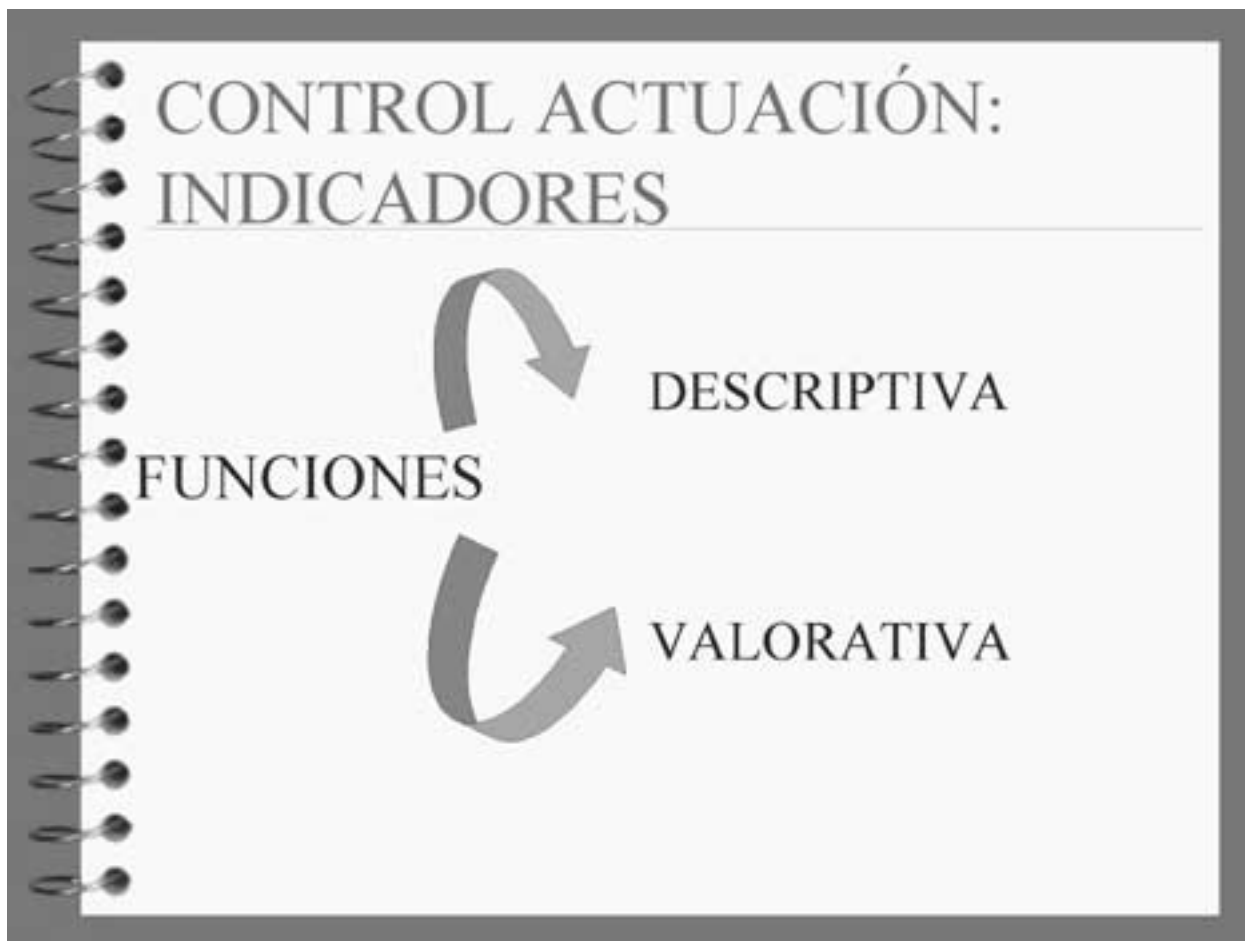 CONTROL ACTUACIÓN:
INDICADORES
DESCRIPTIVA
FUNCIONES
VALORATIVA